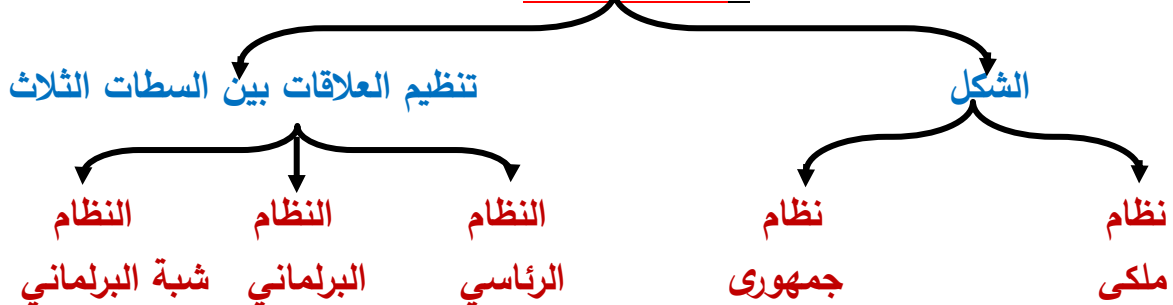 الشكل
تنظيم العلاقات بين السطات الثلاث
نظام
ملكى
نظام
جمهورى
النظام
الرئاسي
النظام
البرلماني
النظام
شبة البرلماني